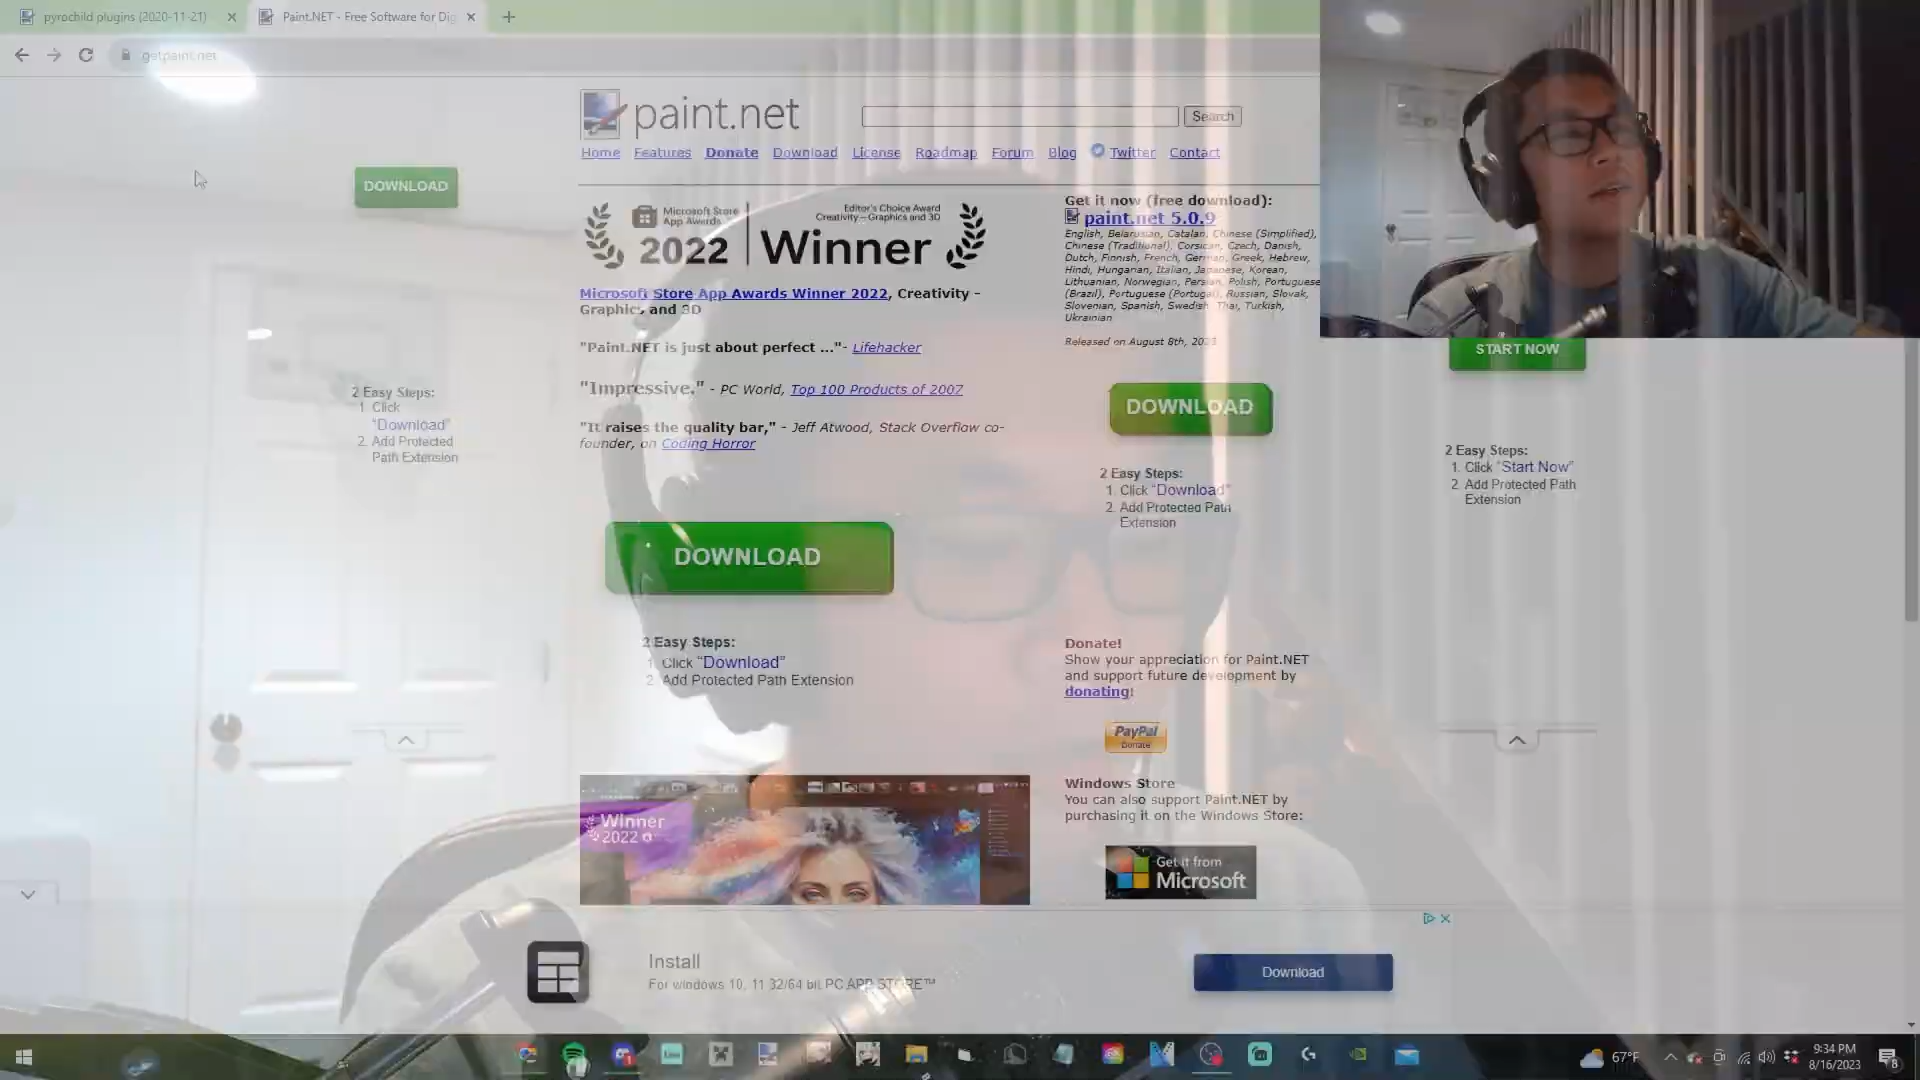 pyrochild plugins (2020-11-21)
Paint.NET - Free Software for Dig
getpaint.net
paint.net
Search
Home Features Donate Download License Roadmap Forum Blog Twitter Contact
DOWNLOAD
2 Easy Steps:
1. Click
"Download"
2. Add Protected
Path Extension
Microsoft Store
App Awards
2022
Editor's Choice Award
Creativity – Graphics and 3D
Winner
Microsoft Store App Awards Winner 2022, Creativity -
Graphics and 3D
"Paint.NET is just about perfect ..."- Lifehacker
"Impressive." - PC World, Top 100 Products of 2007
"It raises the quality bar," - Jeff Atwood, Stack Overflow co-
founder, on Coding Horror
DOWNLOAD
2 Easy Steps:
1. Click "Download"
2. Add Protected Path Extension
Winner
2022
Get it now (free download):
paint.net 5.0.9
English, Belarusian, Catalan, Chinese (Simplified),
Chinese (Traditional), Corsican, Czech, Danish,
Dutch, Finnish, French, German, Greek, Hebrew,
Hindi, Hungarian, Italian, Japanese, Korean,
Lithuanian, Norwegian, Persian, Polish, Portuguese
(Brazil), Portuguese (Portugal), Russian, Slovak,
Slovenian, Spanish, Swedish, Thai, Turkish,
Ukrainian
Released on August 8th, 2023
DOWNLOAD
2 Easy Steps:
1. Click "Download"
2. Add Protected Path
Extension
Donate!
Show your appreciation for Paint.NET
and support future development by
donating!
PayPal
Donate
Windows Store
You can also support Paint.NET by
purchasing it on the Windows Store:
Get it from
Microsoft
START NOW
2 Easy Steps:
1. Click "Start Now"
2. Add Protected Path
Extension
Install
For windows 10, 11 32/64 bit PC APP STORE™
Download
67°F
9:34 PM
8/16/2023
8